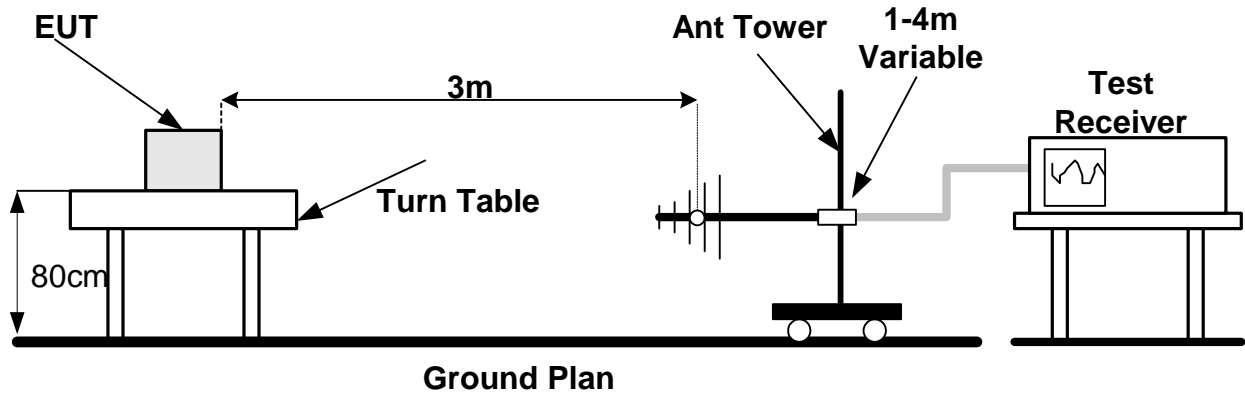 EUT
Ant Tower
1-4m
Variable
3m
Test
Receiver
Turn Table
80cm
Ground Plan